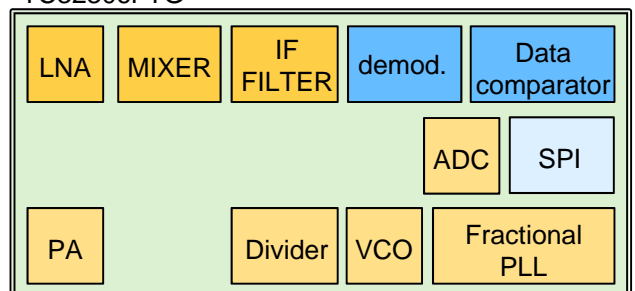 LNA
MIXER
IF
FILTER
demod.
Data
comparator
ADC
SPI
PA
Divider
VCO
Fractional
PLL